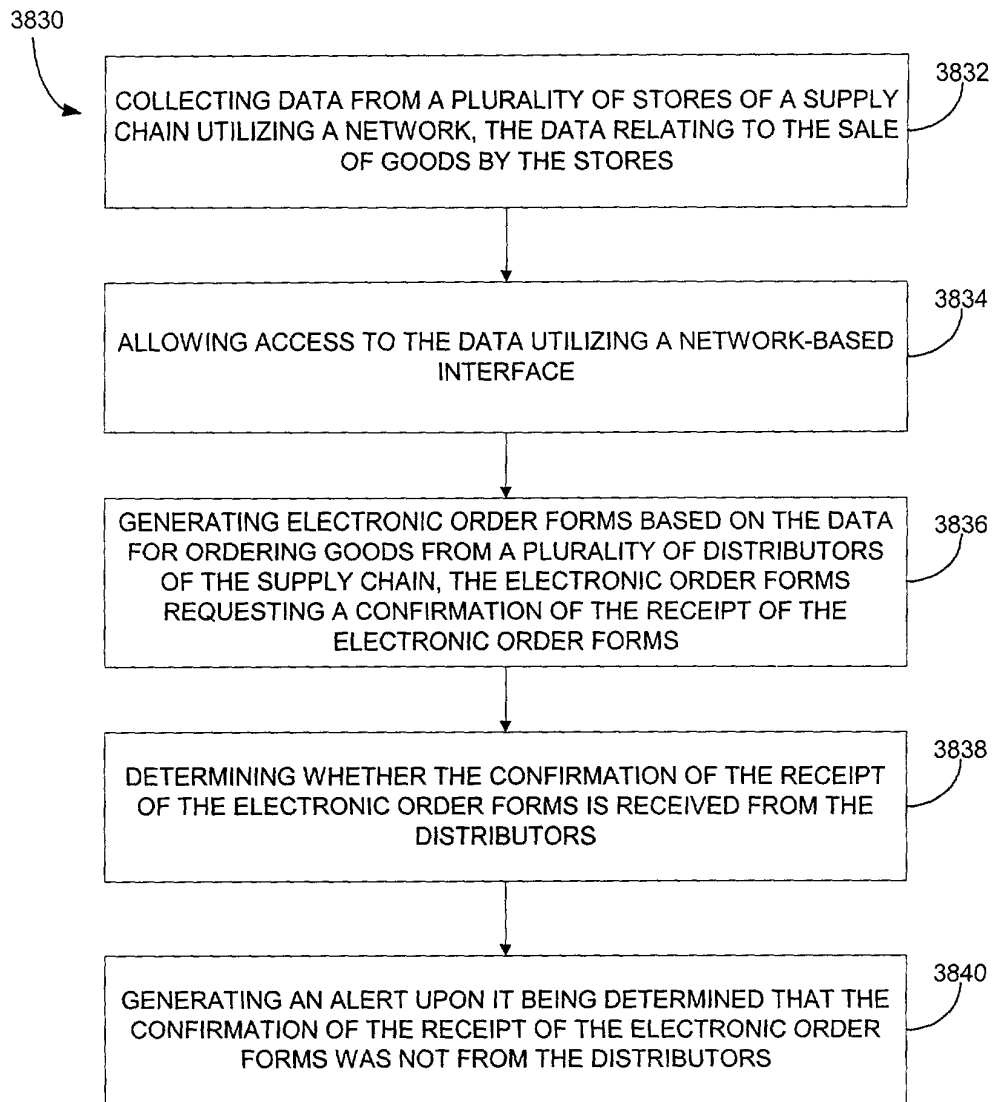 3830
COLLECTING DATA FROM A PLURALITY OF STORES OF A SUPPLY
CHAIN UTILIZING A NETWORK, THE DATA RELATING TO THE SALE
OF GOODS BY THE STORES
3832
ALLOWING ACCESS TO THE DATA UTILIZING A NETWORK-BASED
INTERFACE
3834
GENERATING ELECTRONIC ORDER FORMS BASED ON THE DATA
FOR ORDERING GOODS FROM A PLURALITY OF DISTRIBUTORS
OF THE SUPPLY CHAIN, THE ELECTRONIC ORDER FORMS
REQUESTING A CONFIRMATION OF THE RECEIPT OF THE
ELECTRONIC ORDER FORMS
3836
DETERMINING WHETHER THE CONFIRMATION OF THE RECEIPT
OF THE ELECTRONIC ORDER FORMS IS RECEIVED FROM THE
DISTRIBUTORS
3838
GENERATING AN ALERT UPON IT BEING DETERMINED THAT THE
CONFIRMATION OF THE RECEIPT OF THE ELECTRONIC ORDER
FORMS WAS NOT FROM THE DISTRIBUTORS
3840